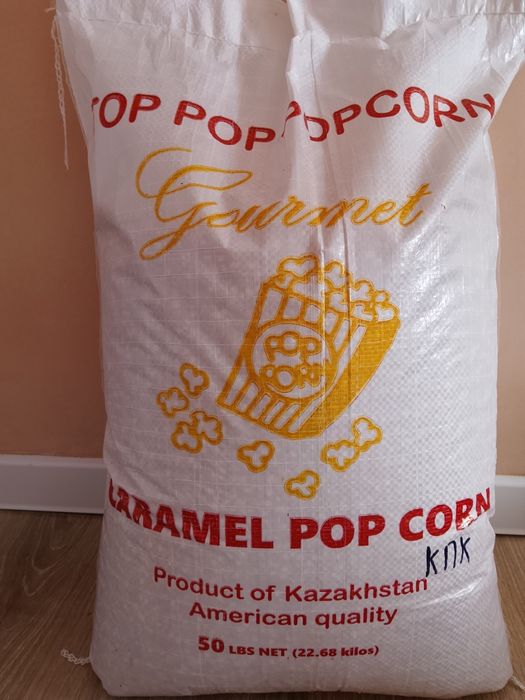 TOP POP POPCORN
Gourmet
POP
CORN
CARAMEL POP CORN
КПК
Product of Kazakhstan
American quality
50 LBS NET (22.68 kilos)